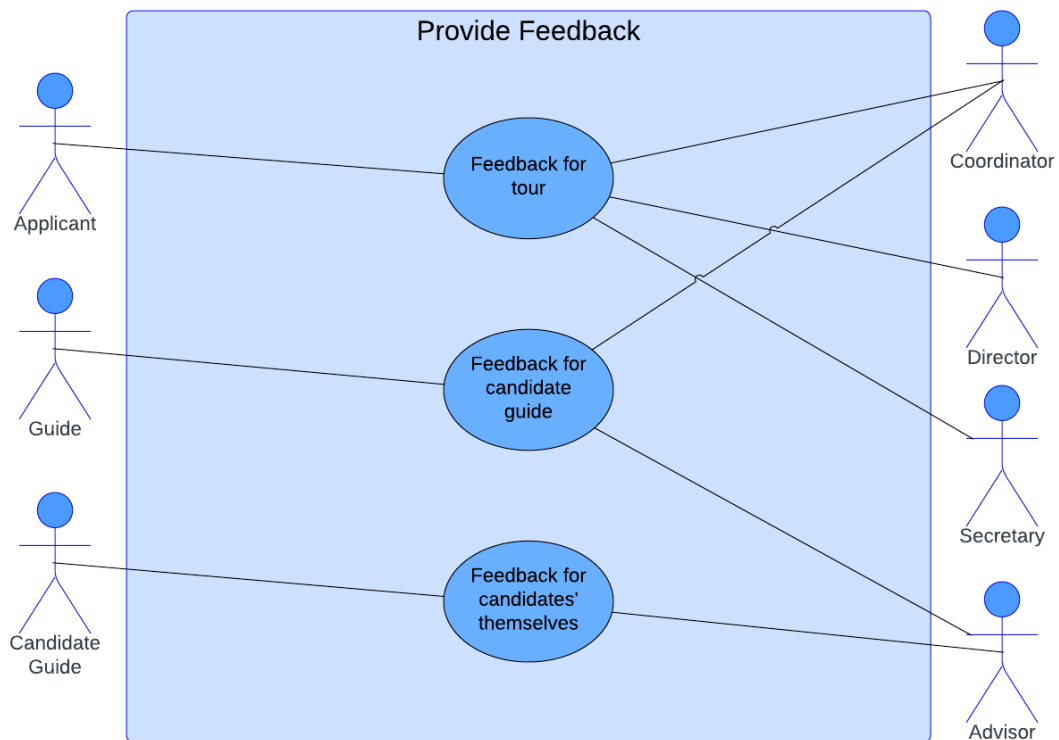 Provide Feedback
Applicant
Guide
Candidate
Guide
Feedback for
tour
Feedback for
candidate
guide
Feedback for
candidates'
themselves
Coordinator
Director
Secretary
Advisor